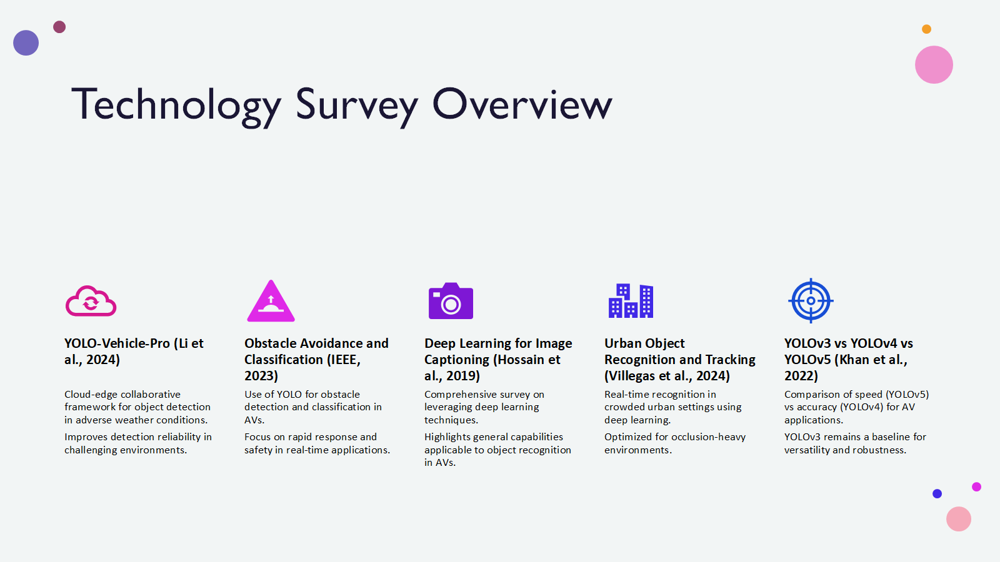 Technology Survey Overview
YOLO-Vehicle-Pro (Li et
al., 2024)
Cloud-edge collaborative
framework for object detection
in adverse weather conditions.
Improves detection reliability in
challenging environments.
Obstacle Avoidance and
Classification (IEEE,
2023)
Use of YOLO for obstacle
detection and classification in
AVs.
Focus on rapid response and
safety in real-time applications.
Deep Learning for Image
Captioning (Hossain et
al., 2019)
Comprehensive survey on
leveraging deep learning
techniques.
Highlights general capabilities
applicable to object recognition
in AVs.
Urban Object
Recognition and Tracking
(Villegas et al., 2024)
Real-time recognition in
crowded urban settings using
deep learning.
Optimized for occlusion-heavy
environments.
YOLOv3 vs YOLOv4 vs
YOLOv5 (Khan et al.,
2022)
Comparison of speed (YOLOv5)
vs accuracy (YOLOv4) for AV
applications.
YOLOv3 remains a baseline for
versatility and robustness.